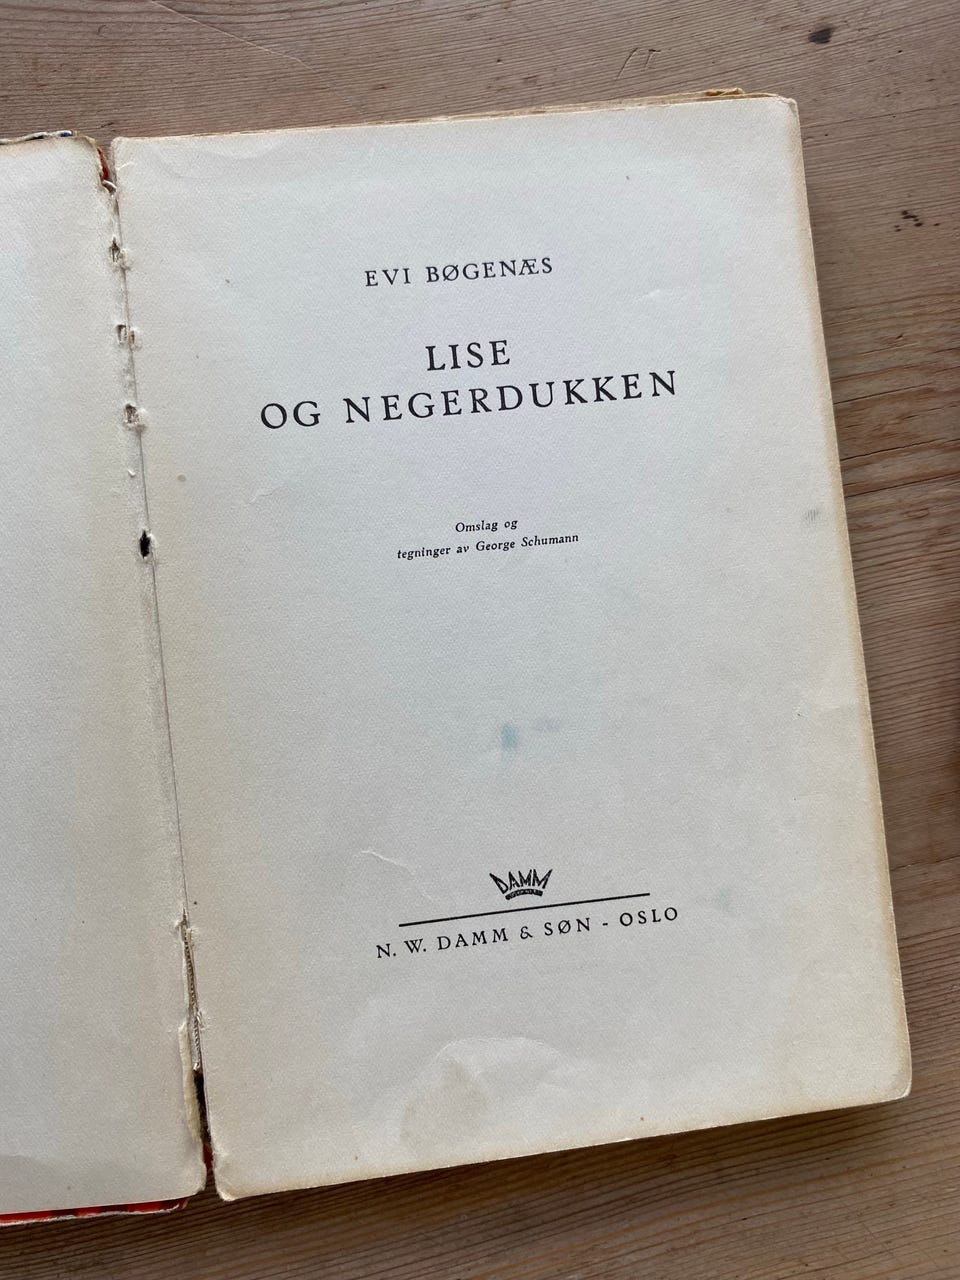 EVI BØGENÆS
LISE
OG NEGERDUKKEN
Omslag og
tegninger av George Schumann
DAMM
N. W. DAMM & SØN - OSLO